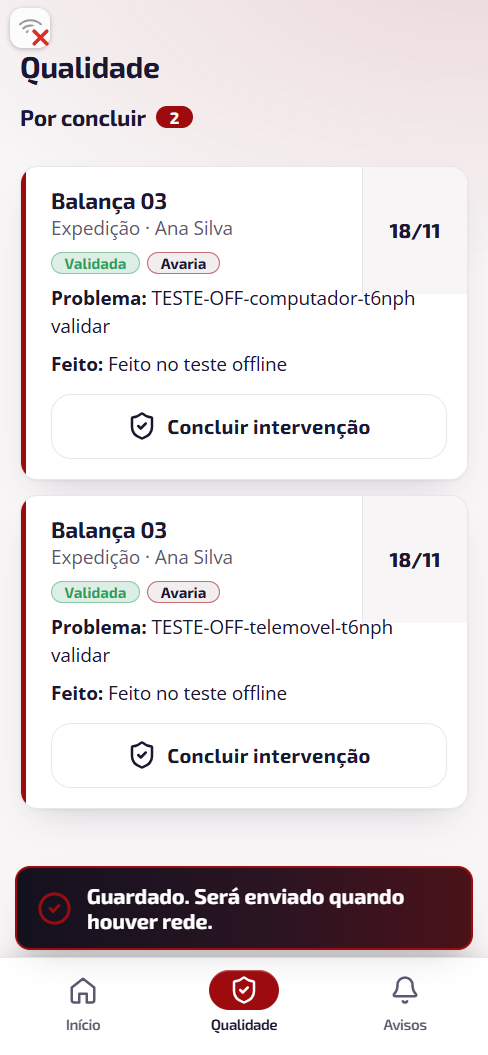 Qualidade
Por concluir 2
Balança 03
18/11
Expedição · Ana Silva
Validada Avaria
Problema: TESTE-OFF-computador-t6nph
validar
Feito: Feito no teste offline
Concluir intervenção
Balança 03
18/11
Expedição · Ana Silva
Validada Avaria
Problema: TESTE-OFF-telemovel-t6nph
validar
Feito: Feito no teste offline
Concluir intervenção
Guardado. Será enviado quando
houver rede.
Início Qualidade Avisos